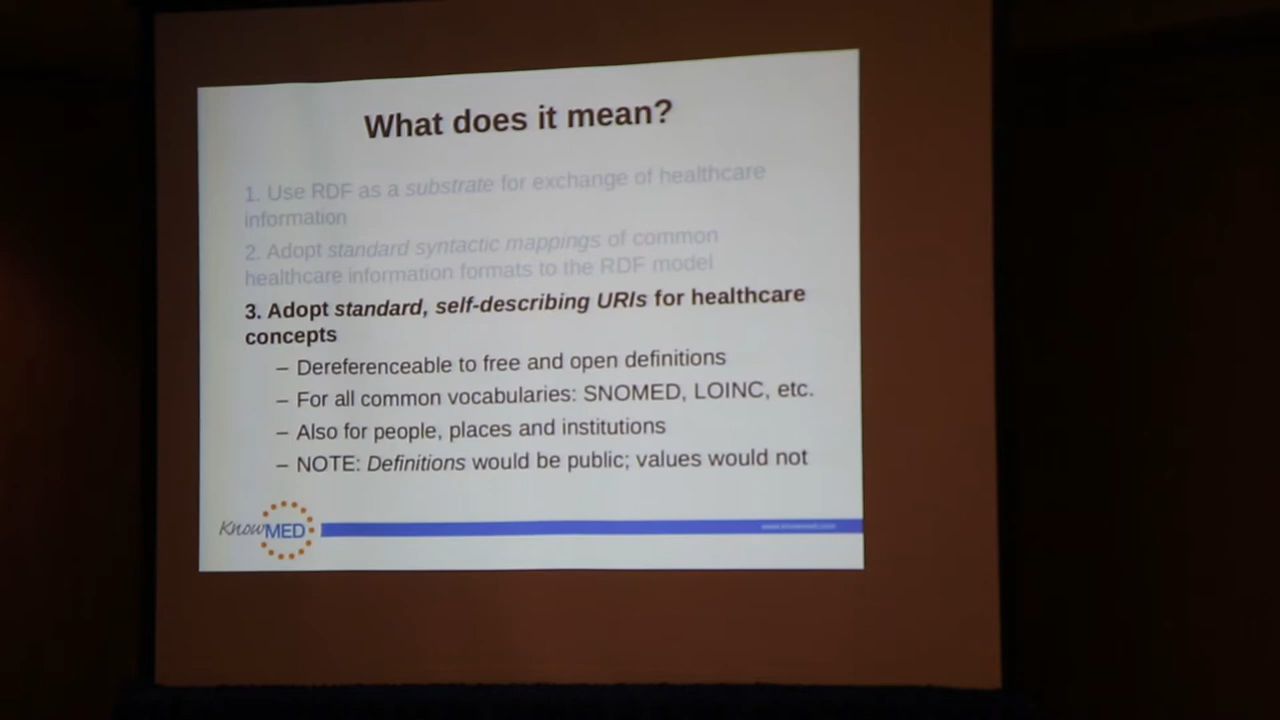 What does it mean?
1. Use RDF as a substrate for exchange of healthcare
information
2. Adopt standard syntactic mappings of common
healthcare information formats to the RDF model
3. Adopt standard, self-describing URIs for healthcare
concepts
– Dereferenceable to free and open definitions
– For all common vocabularies: SNOMED, LOINC, etc.
– Also for people, places and institutions
– NOTE: Definitions would be public; values would not
KnowMED
www.knowmed.com